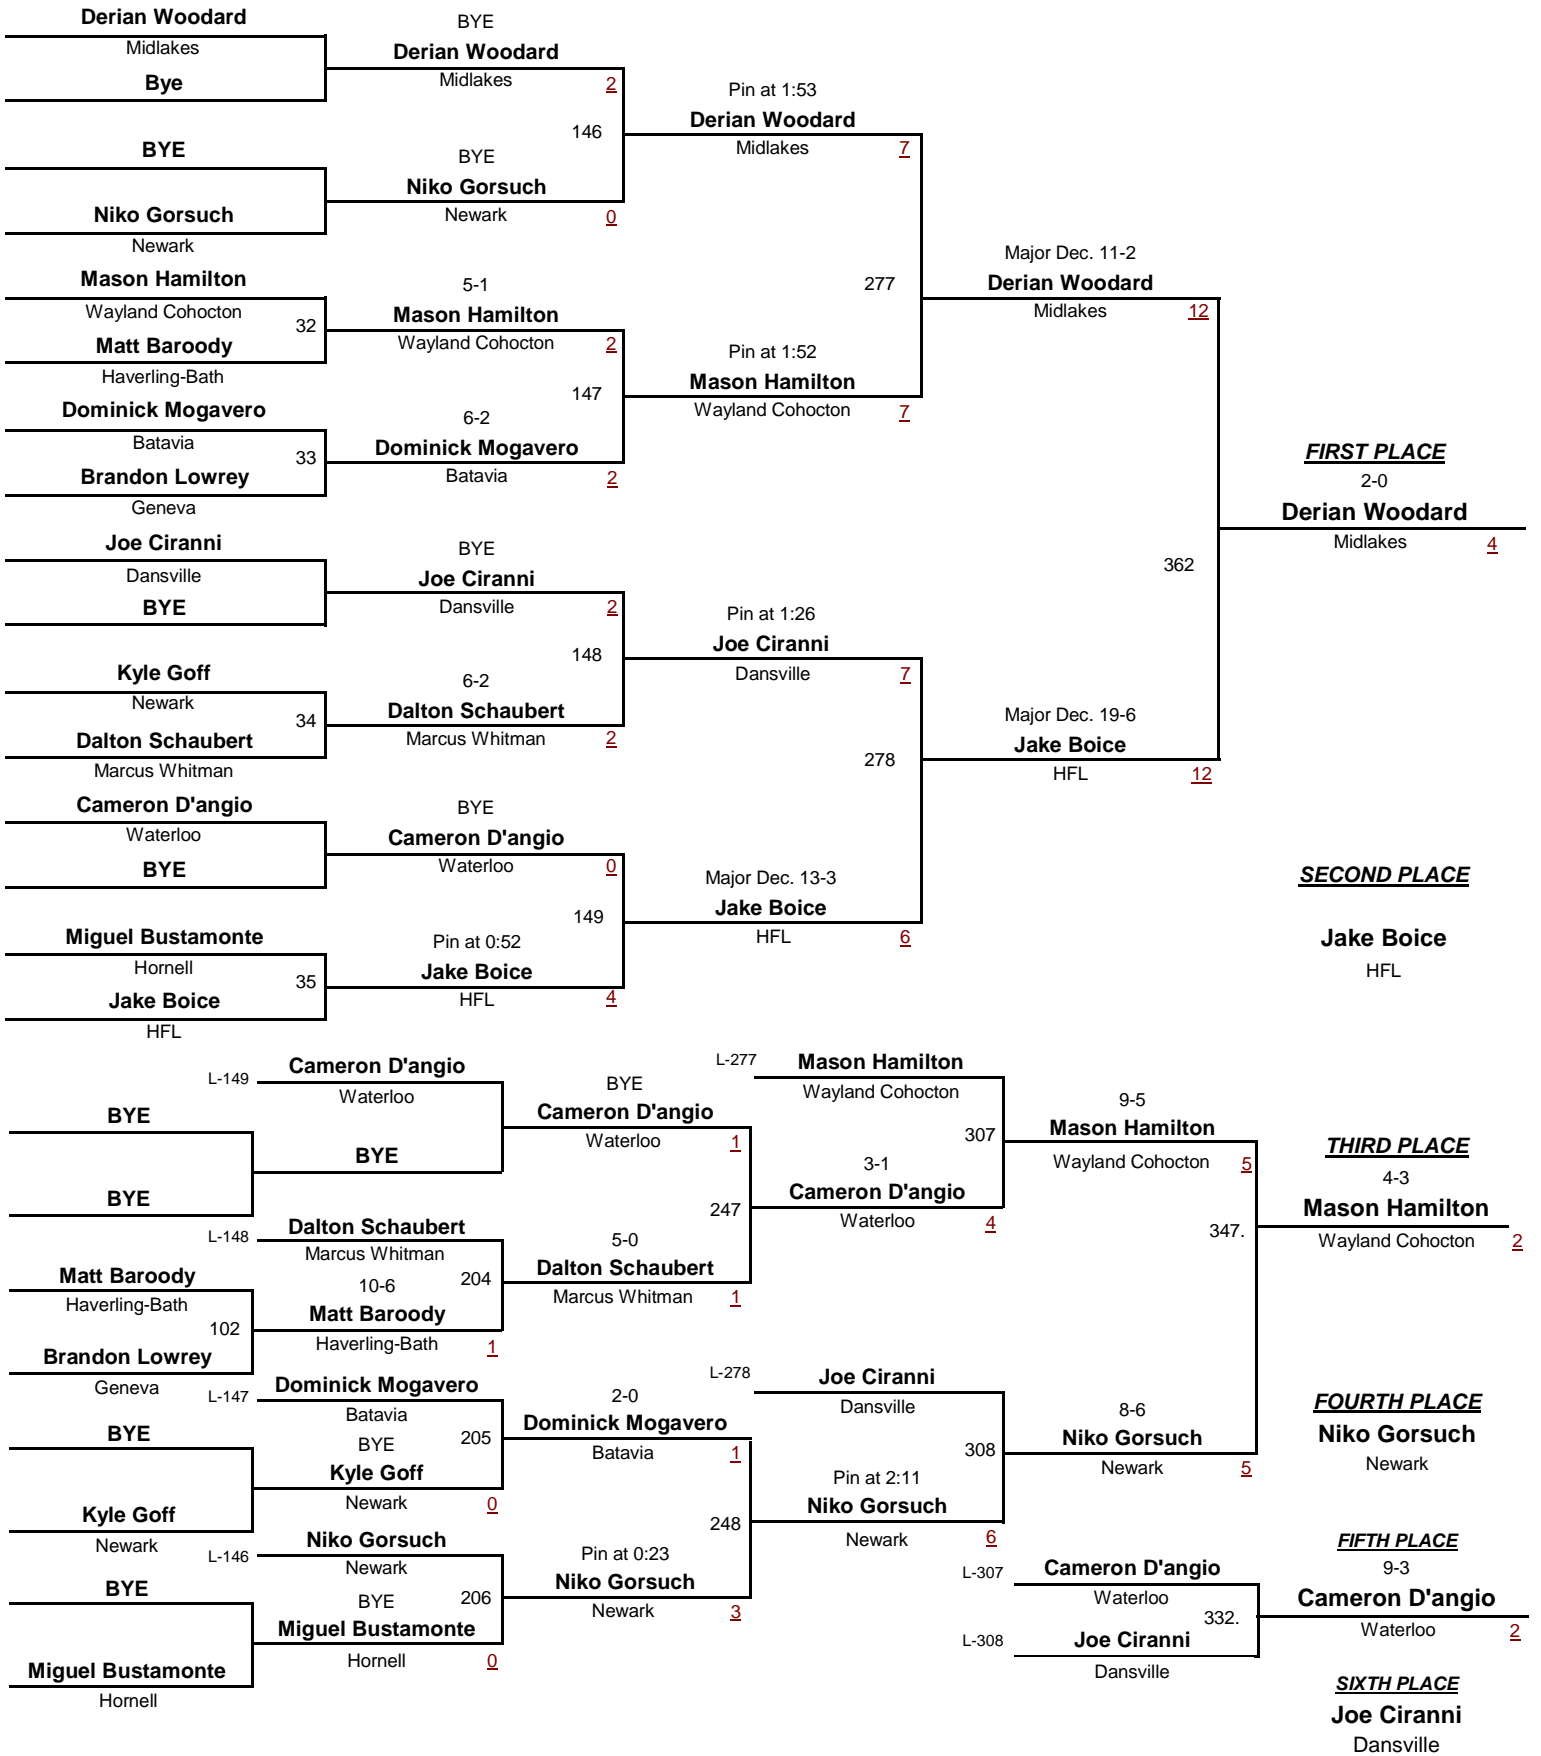 Derian Woodard
Midlakes
Bye
BYE
Niko Gorsuch
Newark
Mason Hamilton
Wayland Cohocton
32
Matt Baroody
Haverling-Bath
Dominick Mogavero
Batavia
33
Brandon Lowrey
Geneva
Joe Ciranni
Dansville
BYE
Kyle Goff
Newark
34
Dalton Schaubert
Marcus Whitman
Cameron D'angio
Waterloo
BYE
Miguel Bustamonte
Hornell
35
Jake Boice
HFL
BYE
Derian Woodard
Midlakes
2
146
BYE
Niko Gorsuch
Newark
0
5-1
Mason Hamilton
Wayland Cohocton
2
147
6-2
Dominick Mogavero
Batavia
2
BYE
Joe Ciranni
Dansville
2
148
6-2
Dalton Schaubert
Marcus Whitman
2
BYE
Cameron D'angio
Waterloo
0
149
Pin at 0:52
Jake Boice
HFL
4
Pin at 1:53
Derian Woodard
Midlakes
7
277
Pin at 1:52
Mason Hamilton
Wayland Cohocton
7
Pin at 1:26
Joe Ciranni
Dansville
7
278
Major Dec. 13-3
Jake Boice
HFL
6
Major Dec. 11-2
Derian Woodard
Midlakes
12
362
Major Dec. 19-6
Jake Boice
HFL
12
FIRST PLACE
2-0
Derian Woodard
Midlakes
4
SECOND PLACE
Jake Boice
HFL
BYE
BYE
Matt Baroody
Haverling-Bath
102
Brandon Lowrey
Geneva
BYE
Kyle Goff
Newark
BYE
Miguel Bustamonte
Hornell
L-149
Cameron D'angio
Waterloo
BYE
L-148
Dalton Schaubert
Marcus Whitman
204
10-6
Matt Baroody
Haverling-Bath
1
L-147
Dominick Mogavero
Batavia
205
BYE
Kyle Goff
Newark
0
L-146
Niko Gorsuch
Newark
206
BYE
Miguel Bustamonte
Hornell
0
BYE
Cameron D'angio
Waterloo
1
247
5-0
Dalton Schaubert
Marcus Whitman
1
2-0
Dominick Mogavero
Batavia
1
248
Pin at 0:23
Niko Gorsuch
Newark
3
L-277
Mason Hamilton
Wayland Cohocton
307
3-1
Cameron D'angio
Waterloo
4
L-278
Joe Ciranni
Dansville
308
Pin at 2:11
Niko Gorsuch
Newark
6
9-5
Mason Hamilton
Wayland Cohocton
5
347.
8-6
Niko Gorsuch
Newark
5
THIRD PLACE
4-3
Mason Hamilton
Wayland Cohocton
2
FOURTH PLACE
Niko Gorsuch
Newark
L-307
Cameron D'angio
Waterloo
332.
L-308
Joe Ciranni
Dansville
FIFTH PLACE
9-3
Cameron D'angio
Waterloo
2
SIXTH PLACE
Joe Ciranni
Dansville